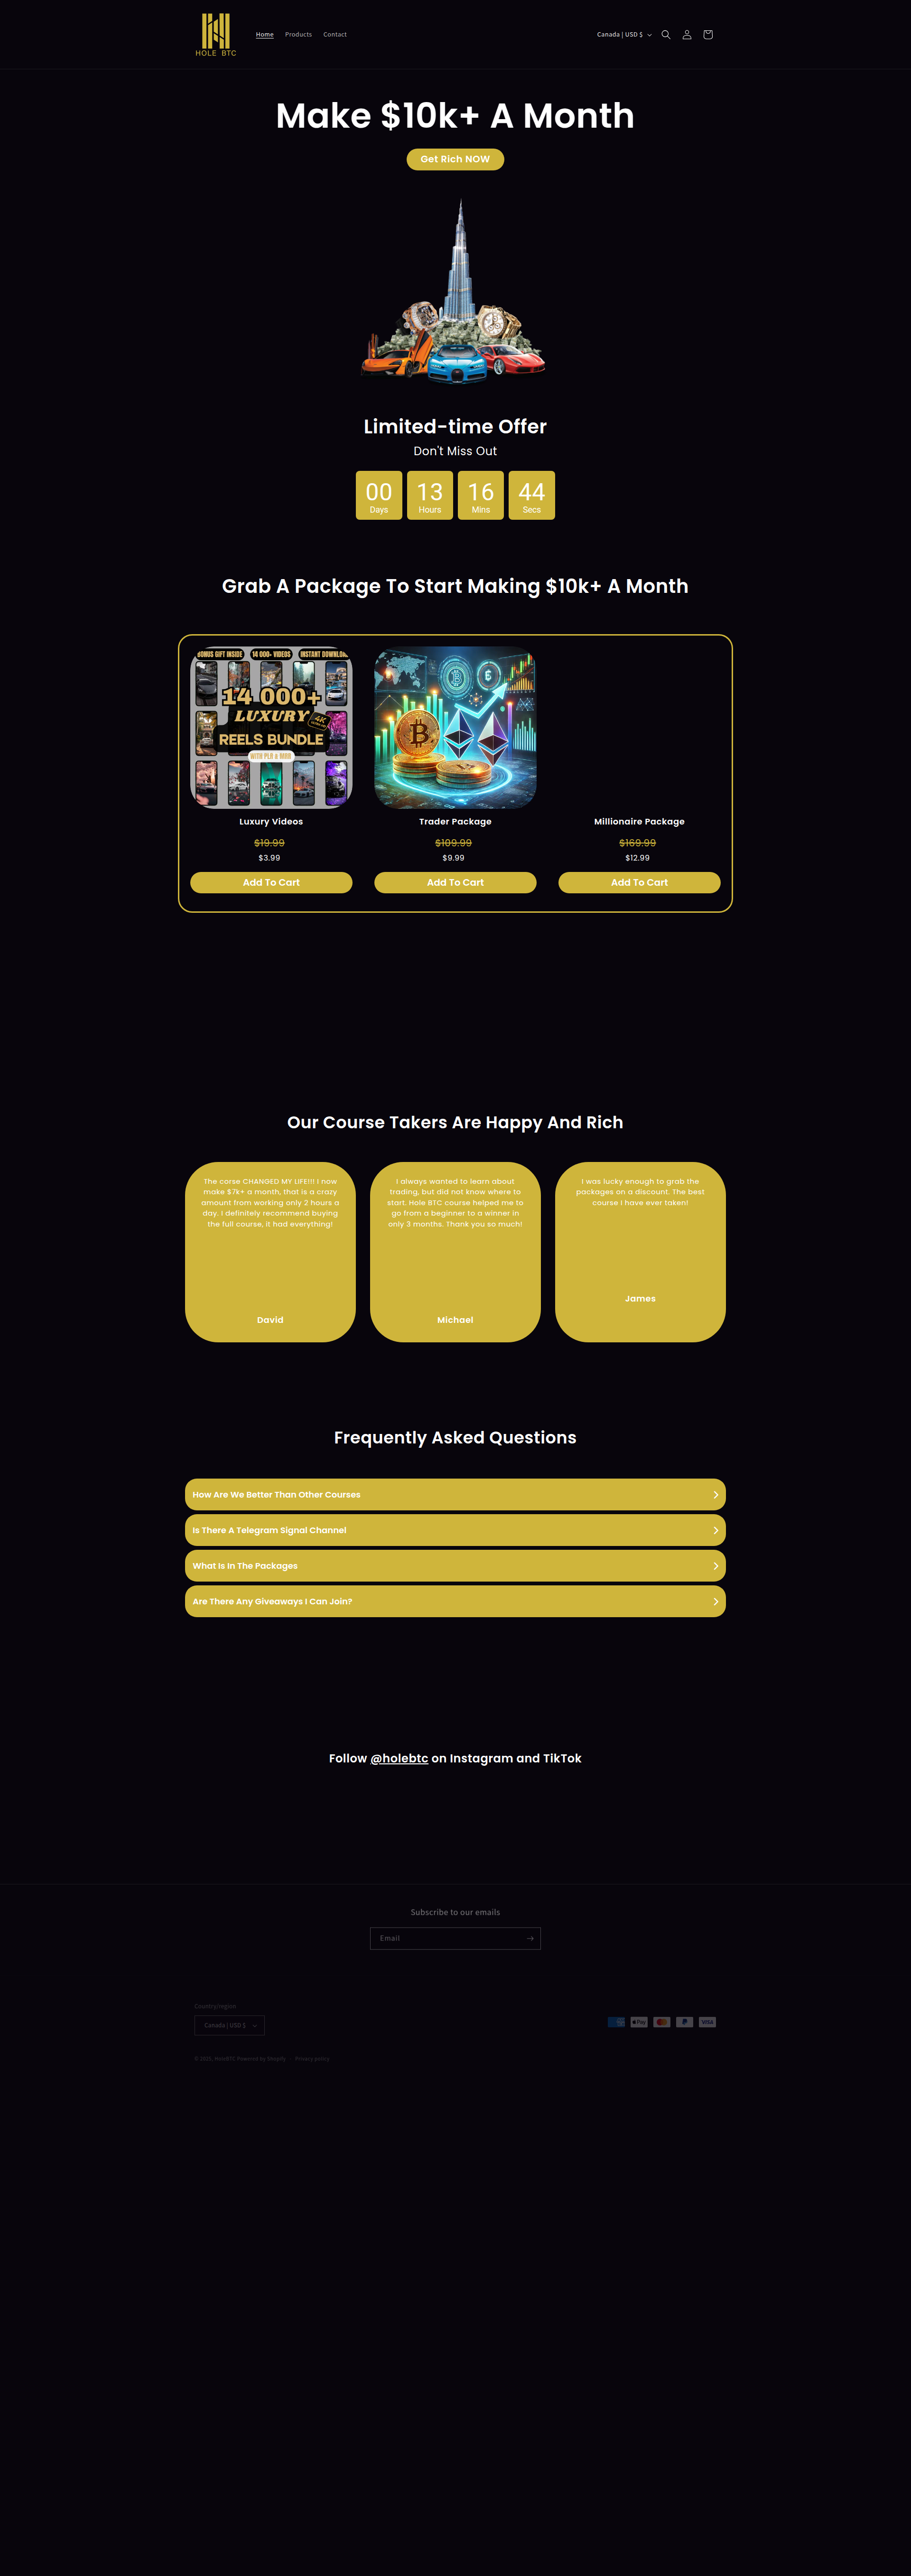 HOLE BTC
Home
Products
Contact
Canada | USD $
Make $10k+ A Month
Get Rich NOW
Limited-time Offer
Don't Miss Out
00
13
16
44
Days
Hours
Mins
Secs
Grab A Package To Start Making $10k+ A Month
BONUS GIFT INSIDE
14 000+ VIDEOS
INSTANT DOWNLOA
14 000+
LUXURY
4K
REELS BUNDLE
WITH PLR & MRR
Luxury Videos
$19.99
$3.99
Add To Cart
Trader Package
$109.99
$9.99
Add To Cart
Millionaire Package
$169.99
$12.99
Add To Cart
Our Course Takers Are Happy And Rich
The corse CHANGED MY LIFE!!! I now
make $7k+ a month, that is a crazy
amount from working only 2 hours a
day. I definitely recommend buying
the full course, it had everything!
David
I always wanted to learn about
trading, but did not know where to
start. Hole BTC course helped me to
go from a beginner to a winner in
only 3 months. Thank you so much!
Michael
I was lucky enough to grab the
packages on a discount. The best
course I have ever taken!
James
Frequently Asked Questions
How Are We Better Than Other Courses
Is There A Telegram Signal Channel
What Is In The Packages
Are There Any Giveaways I Can Join?
Follow @holebtc on Instagram and TikTok
Subscribe to our emails
Email
Country/region
Canada | USD $
Pay
VISA
© 2025, HoleBTC Powered by Shopify · Privacy policy